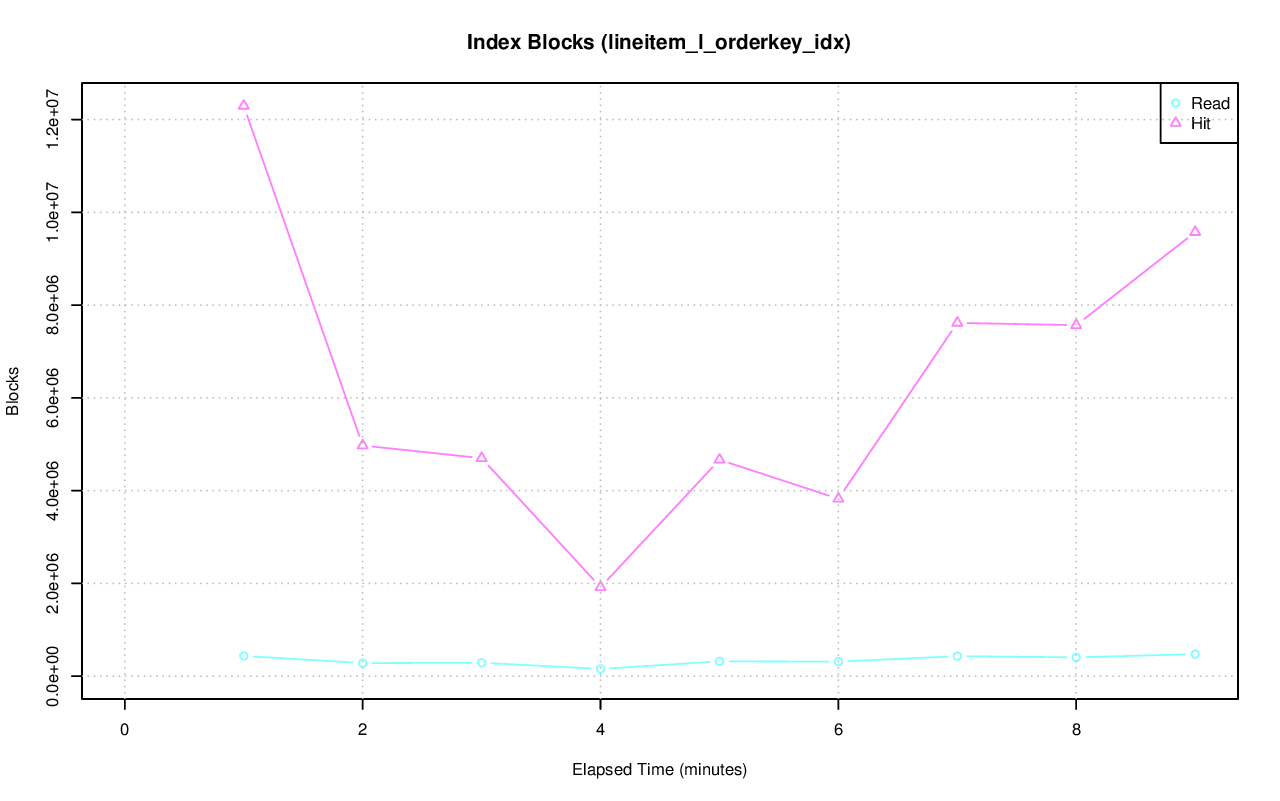 Index Blocks (lineitem_l_orderkey_idx)
Read
Hit
Blocks
1.2e+07
1.0e+07
8.0e+06
6.0e+06
4.0e+06
2.0e+06
0.0e+00
0 2 4 6 8
Elapsed Time (minutes)